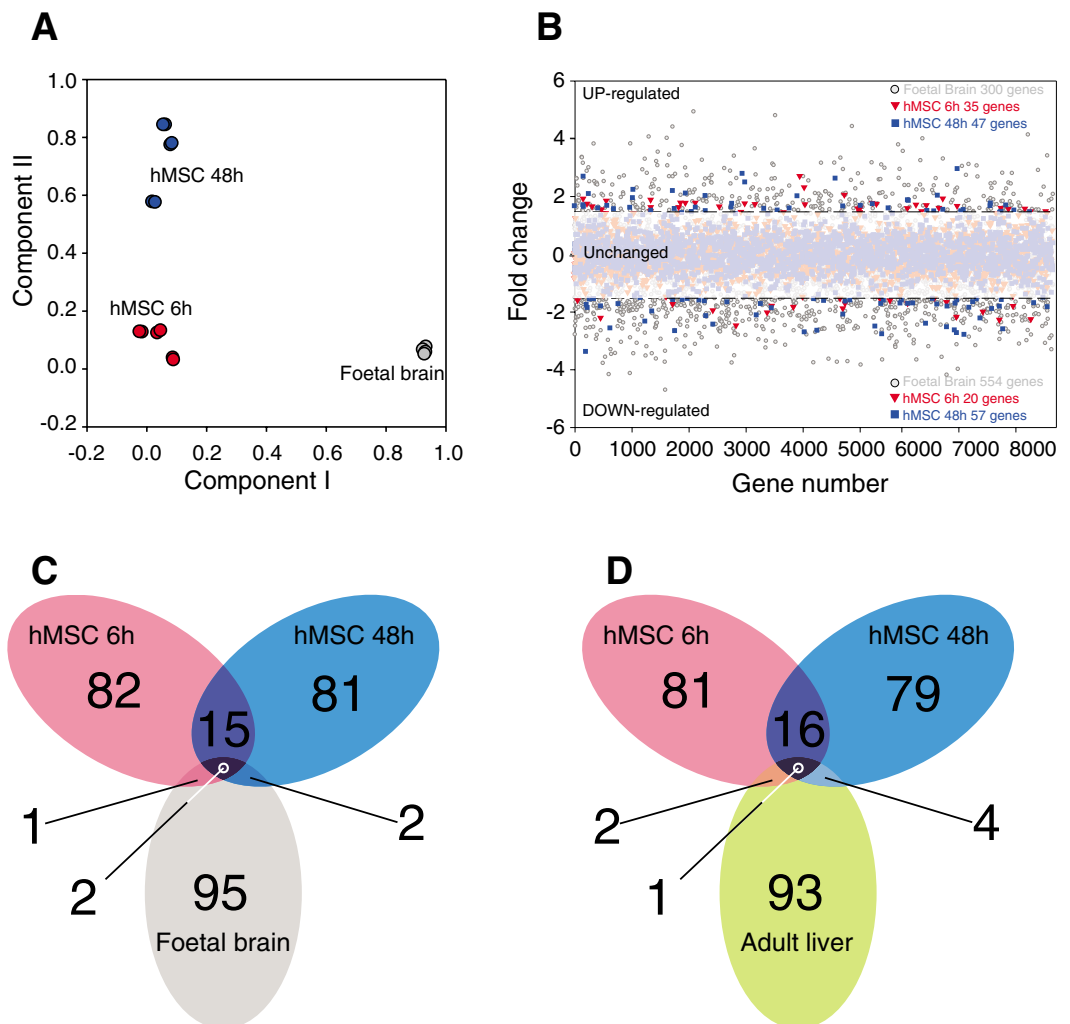 A
1.0
0.8
0.6
0.4
0.2
0.0
-0.2
Component II
hMSC 48h
hMSC 6h
Foetal brain
-0.2 0.0 0.2 0.4 0.6 0.8 1.0
Component I
B
6
4
2
0
-2
-4
-6
Fold change
UP-regulated
Foetal Brain 300 genes
hMSC 6h 35 genes
hMSC 48h 47 genes
Unchanged
Foetal Brain 554 genes
hMSC 6h 20 genes
hMSC 48h 57 genes
DOWN-regulated
0 1000 2000 3000 4000 5000 6000 7000 8000
Gene number
C
hMSC 6h
hMSC 48h
82
81
15
1
2
2
95
Foetal brain
D
hMSC 6h
hMSC 48h
81
79
16
2
4
1
93
Adult liver